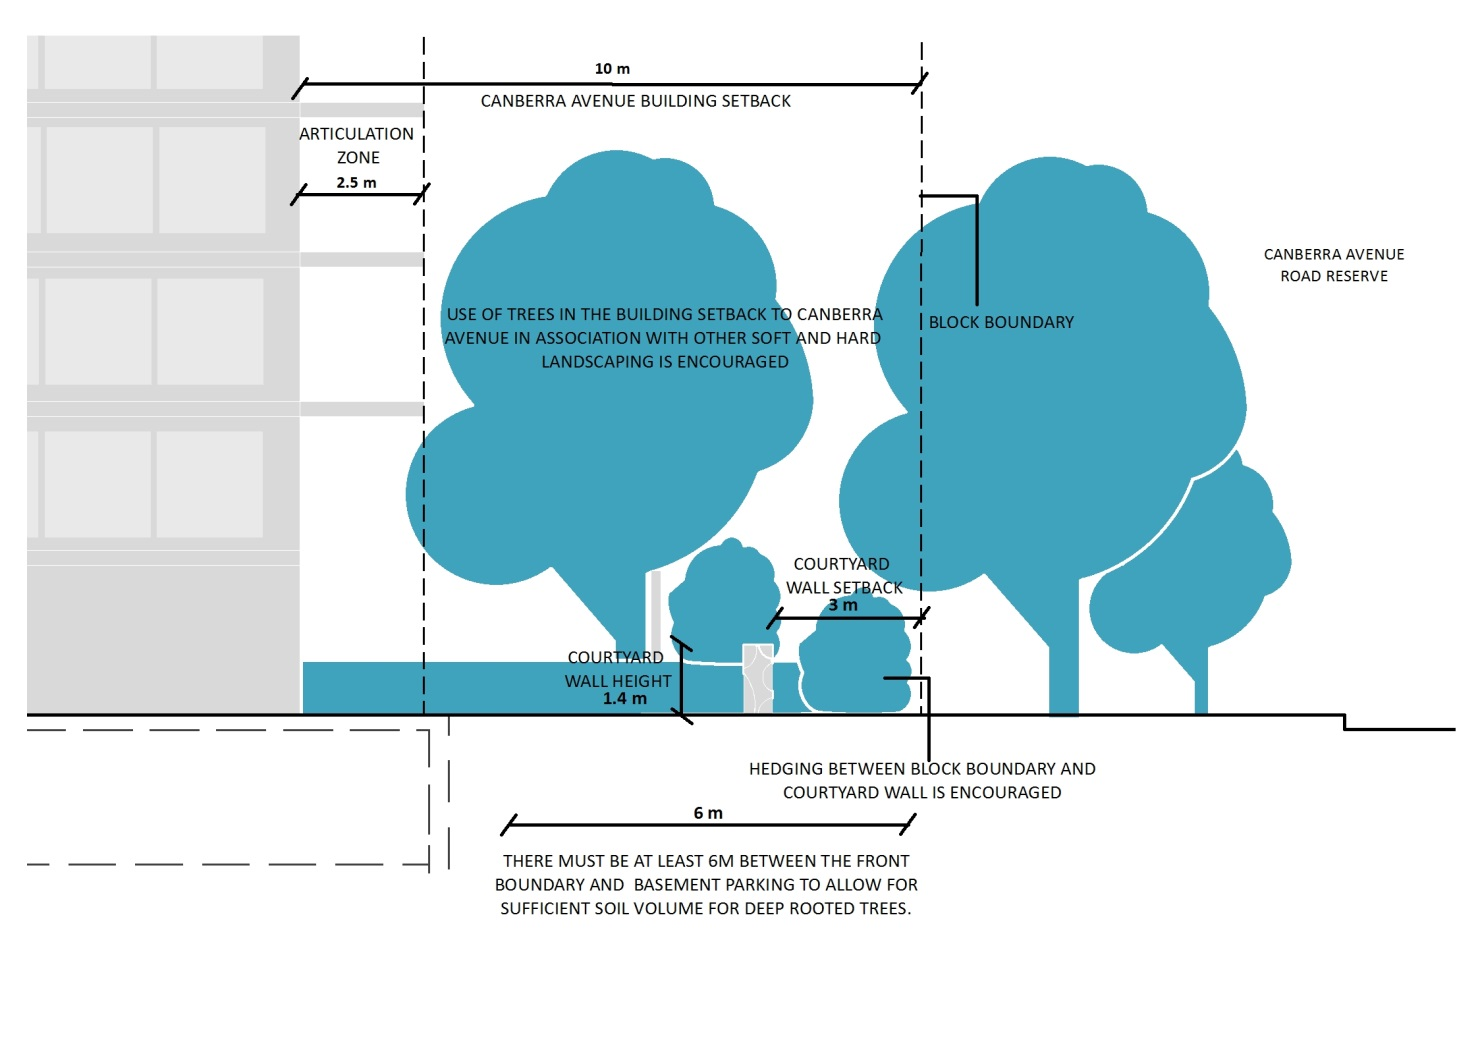 10 m
CANBERRA AVENUE BUILDING SETBACK
ARTICULATION
ZONE
2.5 m
CANBERRA AVENUE
ROAD RESERVE
USE OF TREES IN THE BUILDING SETBACK TO CANBERRA
AVENUE IN ASSOCIATION WITH OTHER SOFT AND HARD
LANDSCAPING IS ENCOURAGED
BLOCK BOUNDARY
COURTYARD
WALL SETBACK
3 m
COURTYARD
WALL HEIGHT
1.4 m
HEDGING BETWEEN BLOCK BOUNDARY AND
COURTYARD WALL IS ENCOURAGED
6 m
THERE MUST BE AT LEAST 6M BETWEEN THE FRONT
BOUNDARY AND BASEMENT PARKING TO ALLOW FOR
SUFFICIENT SOIL VOLUME FOR DEEP ROOTED TREES.